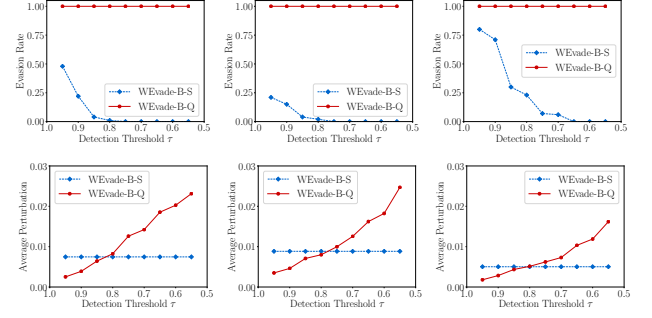 1.00
0.75
0.50
0.25
0.00
Evasion Rate
WEvade-B-S
WEvade-B-Q
1.0 0.9 0.8 0.7 0.6 0.5
Detection Threshold τ
1.00
0.75
0.50
0.25
0.00
Evasion Rate
WEvade-B-S
WEvade-B-Q
1.0 0.9 0.8 0.7 0.6 0.5
Detection Threshold τ
1.00
0.75
0.50
0.25
0.00
Evasion Rate
WEvade-B-S
WEvade-B-Q
1.0 0.9 0.8 0.7 0.6 0.5
Detection Threshold τ
0.03
0.02
0.01
0.00
Average Perturbation
WEvade-B-S
WEvade-B-Q
1.0 0.9 0.8 0.7 0.6 0.5
Detection Threshold τ
0.03
0.02
0.01
0.00
Average Perturbation
WEvade-B-S
WEvade-B-Q
1.0 0.9 0.8 0.7 0.6 0.5
Detection Threshold τ
0.03
0.02
0.01
0.00
Average Perturbation
WEvade-B-S
WEvade-B-Q
1.0 0.9 0.8 0.7 0.6 0.5
Detection Threshold τ